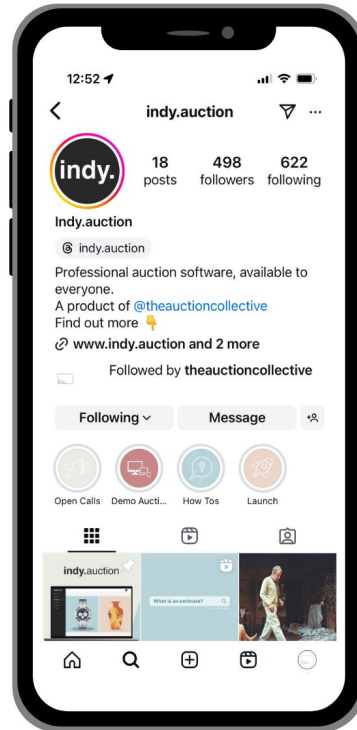 12:52
indy.auction
indy.
18 498 622
posts followers following
Indy.auction
indy.auction
Professional auction software, available to
everyone.
A product of @theauctioncollective
Find out more 👇
www.indy.auction and 2 more
Followed by theauctioncollective
Following Message
Open Calls Demo Aucti... How Tos Launch
indy.auction
What is an estimate?